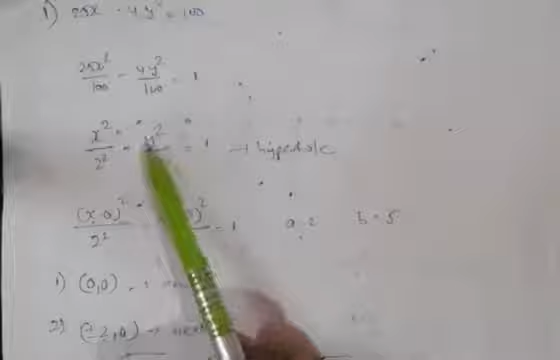 1) 25x² - 4y² = 100
25x²/100 - 4y²/100 = 1
x²/2² - y² = 1 → hyperbolic
(x-0)²/2² )² = 1 a = 2 b = 5
1) (0,0) →
2) (±2,0) →